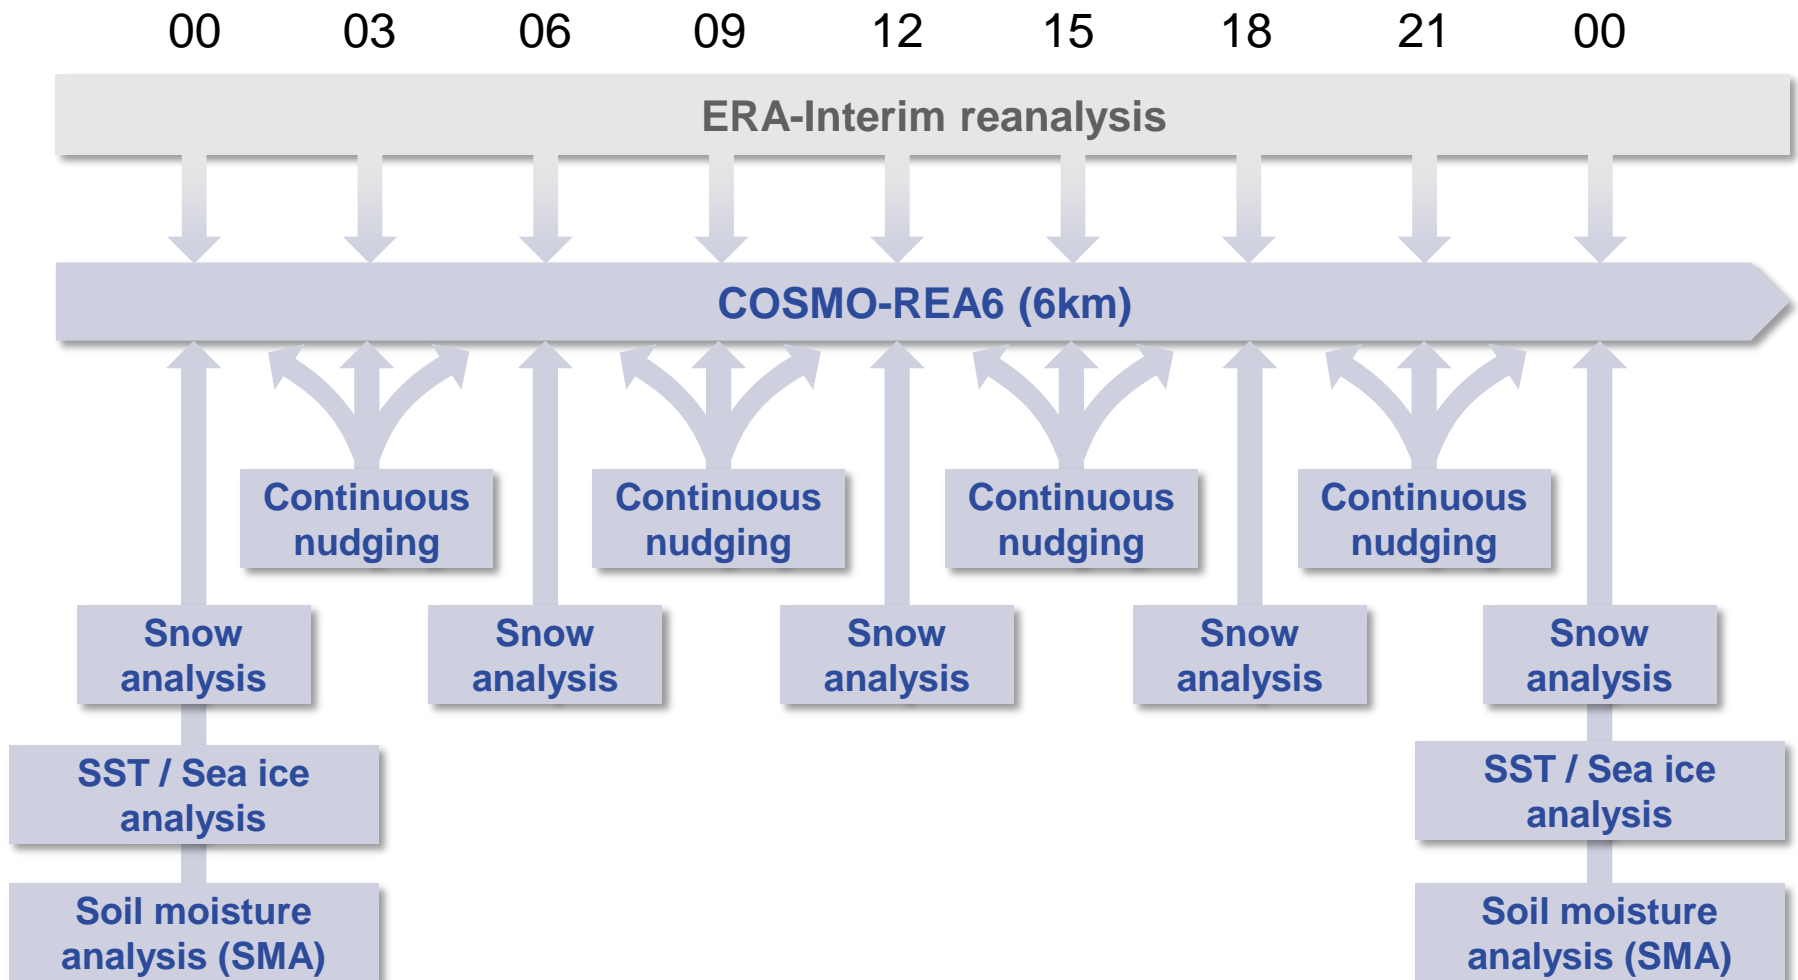 00 03 06 09 12 15 18 21 00
ERA-Interim reanalysis
COSMO-REA6 (6km)
Continuous
nudging
Continuous
nudging
Continuous
nudging
Continuous
nudging
Snow
analysis
Snow
analysis
Snow
analysis
Snow
analysis
Snow
analysis
SST / Sea ice
analysis
SST / Sea ice
analysis
Soil moisture
analysis (SMA)
Soil moisture
analysis (SMA)